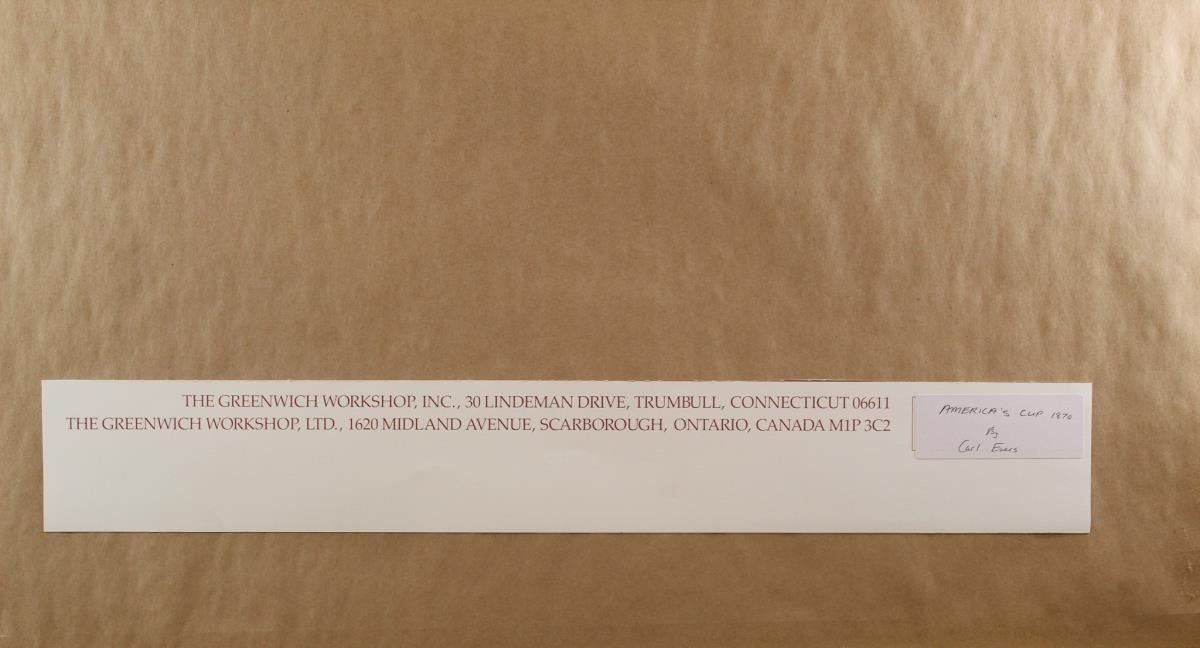 THE GREENWICH WORKSHOP, INC., 30 LINDEMAN DRIVE, TRUMBULL, CONNECTICUT 06611
THE GREENWICH WORKSHOP, LTD., 1620 MIDLAND AVENUE, SCARBOROUGH, ONTARIO, CANADA M1P 3C2
AMERICA'S CUP 1870
By
Carl Evers